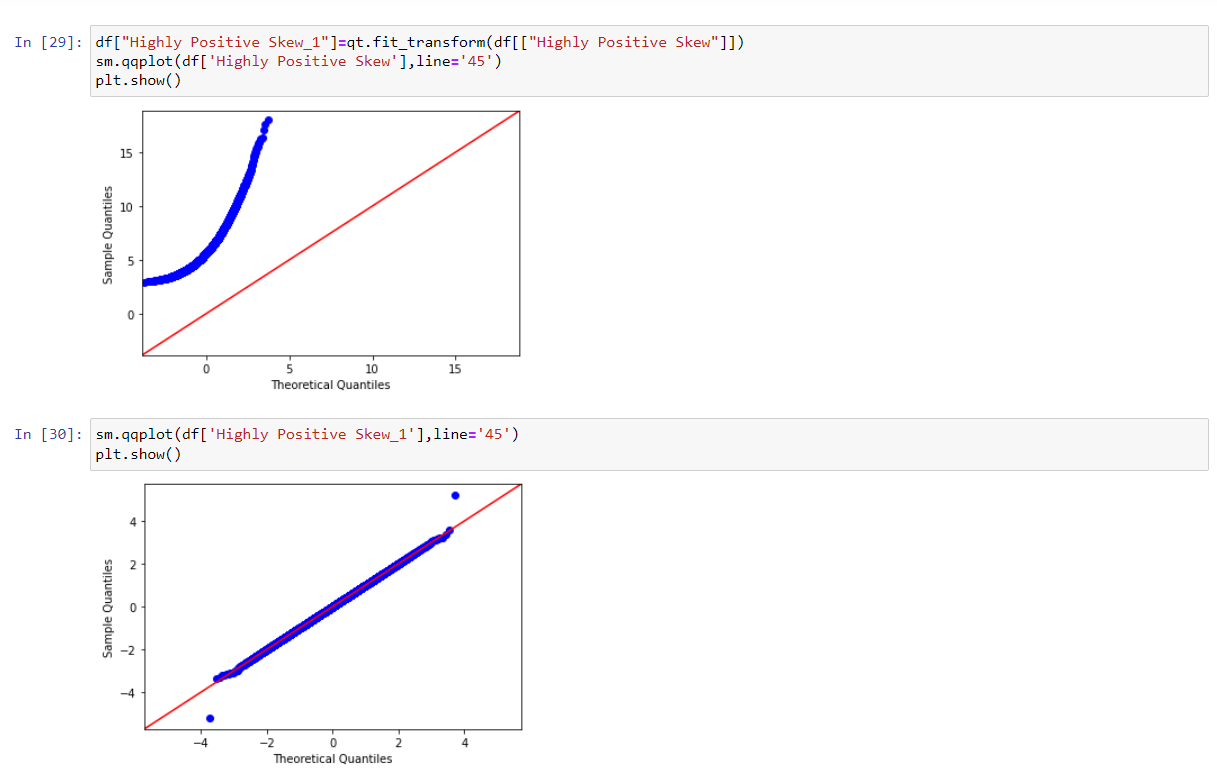 In [29]: df["Highly Positive Skew_1"]=qt.fit_transform(df[["Highly Positive Skew"]])
sm.qqplot(df['Highly Positive Skew'],line='45')
plt.show()
15
10
5
0
Sample Quantiles
0 5 10 15
Theoretical Quantiles
In [30]: sm.qqplot(df['Highly Positive Skew_1'],line='45')
plt.show()
4
2
0
−2
−4
Sample Quantiles
−4 −2 0 2 4
Theoretical Quantiles